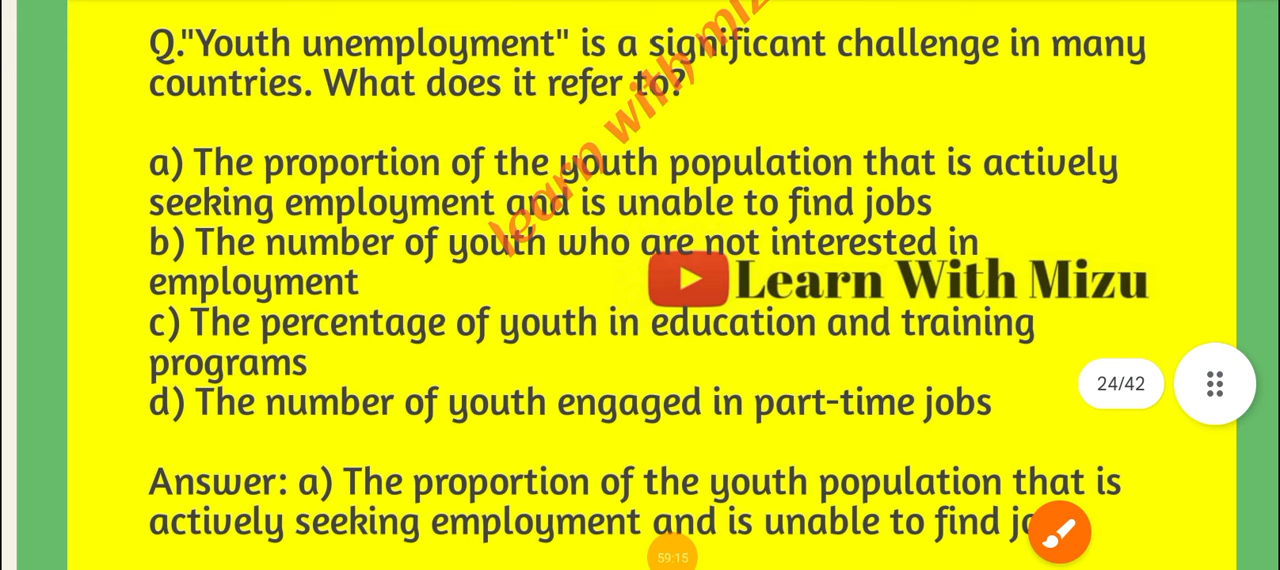 Q."Youth unemployment" is a significant challenge in many
countries. What does it refer to?
learn with miz
a) The proportion of the youth population that is actively
seeking employment and is unable to find jobs
b) The number of youth who are not interested in
employment
Learn With Mizu
c) The percentage of youth in education and training
programs
24/42
d) The number of youth engaged in part-time jobs
Answer: a) The proportion of the youth population that is
actively seeking employment and is unable to find
59:15